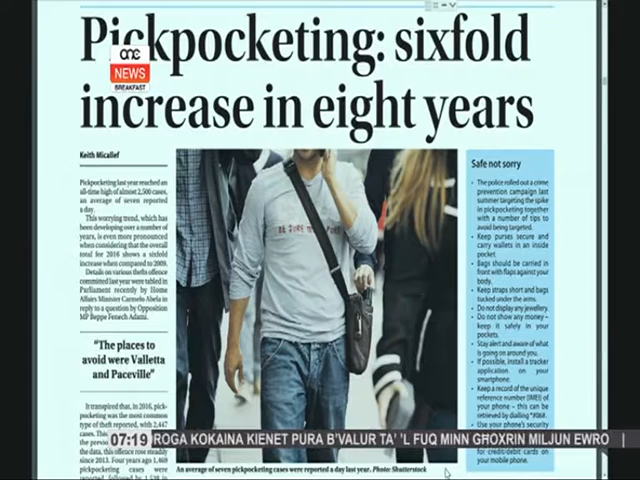 Pickpocketing: sixfold
increase in eight years
one
NEWS
BREAKFAST
Keith Micallef
Pickpocketing last year reached an
all-time high of almost 2,500 cases,
an average of seven reported
a day.
This worrying trend, which has
been developing over a number of
years, is even more pronounced
when considering that the overall
total for 2016 shows a sixfold
increase when compared to 2009.
Details on various thefts offence
committed last year were tabled in
Parliament recently by Home
Affairs Minister Carmelo Abela in
reply to a question by Opposition
MP Beppe Fenech Adami.
"The places to
avoid were Valletta
and Paceville"
It transpired that, in 2016, pick-
pocketing was the most common
type of theft reported, with 2,447
cases. This
the previous
the data, this offence rose steadily
since 2013. Four years ago 1,469
pickpocketing cases were
reported, followed by 1,538 in
BE TURE TO
An average of seven pickpocketing cases were reported a day last year. Photo: Shutterstock
Safe not sorry
• The police rolled out a crime
prevention campaign last
summer targeting the spike
in pickpocketing together
with a number of tips to
avoid being targeted.
• Keep purses secure and
carry wallets in an inside
pocket.
• Bags should be carried in
front with flaps against your
body.
• Keep straps short and bags
tucked under the arms.
• Do not display any jewellery.
• Do not show any money –
keep it safely in your
pockets.
• Stay alert and aware of what
is going on around you.
• If possible, install a tracker
application on your
smartphone.
• Keep a record of the unique
reference number (IMEI) of
your phone – this can be
retrieved by dialling *#06#.
• Use your phone's security
for credit/debit cards on
your mobile phone.
07:19 ROGA KOKAINA KIENET PURA B'VALUR TA' 'L FUQ MINN GĦOXRIN MILJUN EWRO |